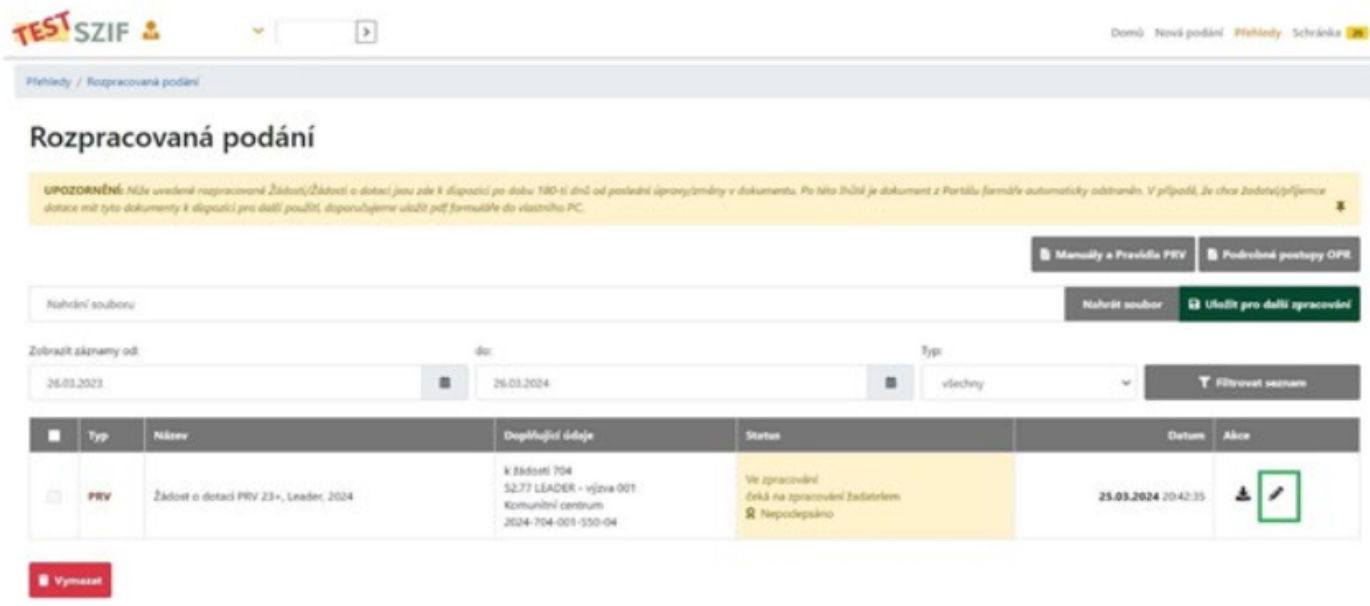 TEST SZIF
Domů Nová podání Přehledy Schránka 20
Přehledy / Rozpracovaná podání
Rozpracovaná podání
UPOZORNĚNÍ: Níže uvedené rozpracované Žádosti/Žádosti o dotaci jsou zde k dispozici po dobu 180-ti dnů od poslední úpravy/změny v dokumentu. Po této lhůtě je dokument z Portálu farmáře automaticky odstraněn. V případě, že chce žadatel/příjemce
dotace mít tyto dokumenty k dispozici pro další použití, doporučujeme uložit pdf formuláře do vlastního PC.
Manuály a Pravidla PRV Podrobné postupy OPR
Nahrání souboru Nahrát soubor Uložit pro další zpracování
Zobrazit záznamy od: do: Typ:
26.03.2023 26.03.2024 všechny Filtrovat seznam
Typ Název Doplňující údaje Status Datum Akce
PRV Žádost o dotaci PRV 23+, Leader, 2024
k žádosti 704
52.77 LEADER - výzva 001
Komunitní centrum
2024-704-001-S50-04
Ve zpracování
čeká na zpracování žadatelem
Nepodepsáno
25.03.2024 20:42:35
Vymazat